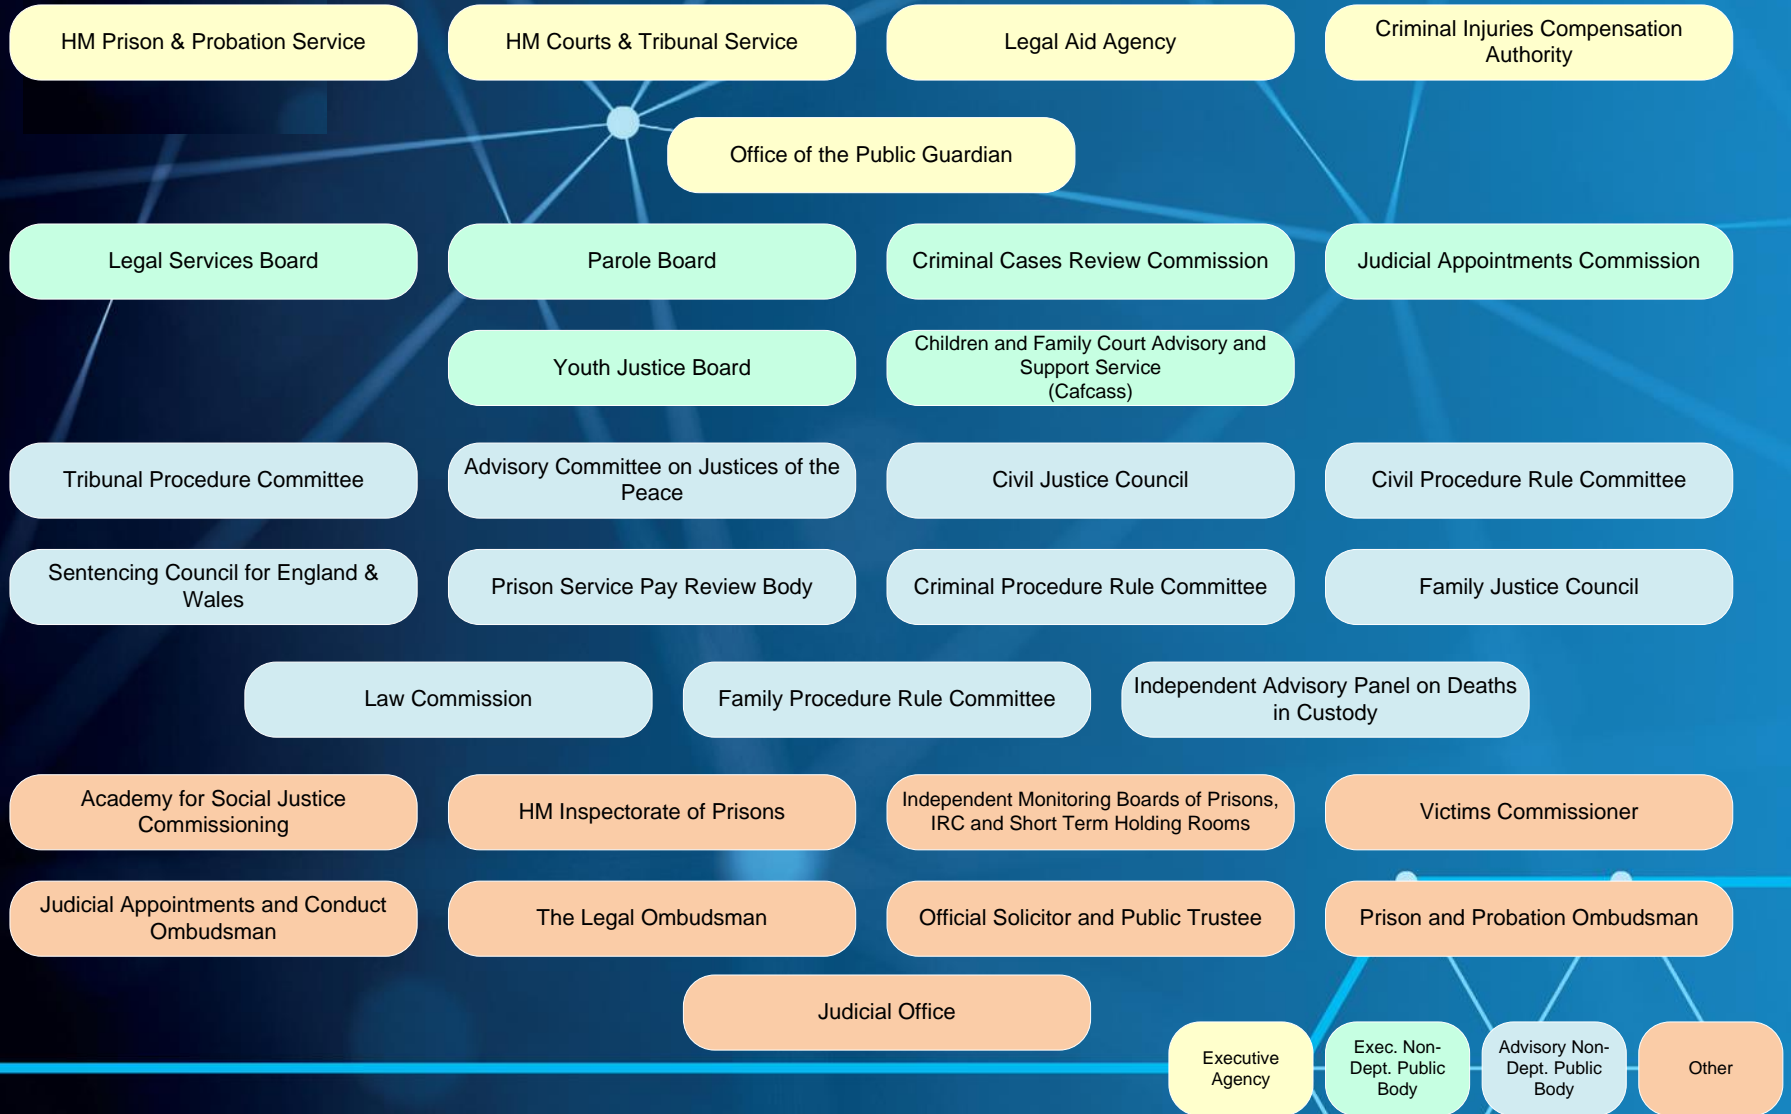 HM Prison & Probation Service
HM Courts & Tribunal Service
Legal Aid Agency
Criminal Injuries Compensation
Authority
Office of the Public Guardian
Legal Services Board
Parole Board
Criminal Cases Review Commission
Judicial Appointments Commission
Youth Justice Board
Children and Family Court Advisory and
Support Service
(Cafcass)
Tribunal Procedure Committee
Advisory Committee on Justices of the
Peace
Civil Justice Council
Civil Procedure Rule Committee
Sentencing Council for England &
Wales
Prison Service Pay Review Body
Criminal Procedure Rule Committee
Family Justice Council
Law Commission
Family Procedure Rule Committee
Independent Advisory Panel on Deaths
in Custody
Academy for Social Justice
Commissioning
HM Inspectorate of Prisons
Independent Monitoring Boards of Prisons,
IRC and Short Term Holding Rooms
Victims Commissioner
Judicial Appointments and Conduct
Ombudsman
The Legal Ombudsman
Official Solicitor and Public Trustee
Prison and Probation Ombudsman
Judicial Office
Executive
Agency
Exec. Non-
Dept. Public
Body
Advisory Non-
Dept. Public
Body
Other